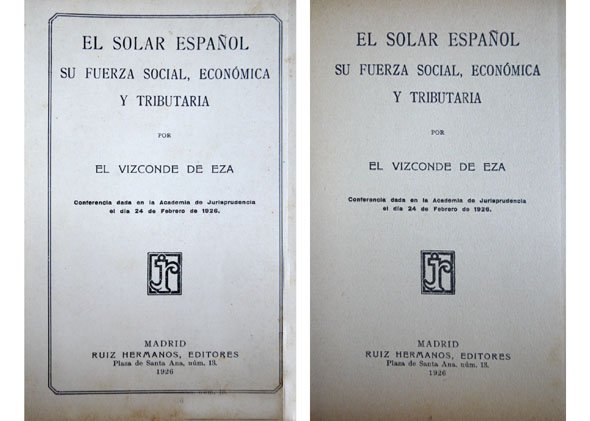 EL SOLAR ESPAÑOL
SU FUERZA SOCIAL, ECONÓMICA
Y TRIBUTARIA
POR
EL VIZCONDE DE EZA
Conferencia dada en la Academia de Jurisprudencia
el día 24 de Febrero de 1926.
jr
MADRID
RUIZ HERMANOS, EDITORES
Plaza de Santa Ana, núm. 13.
1926
EL SOLAR ESPAÑOL
SU FUERZA SOCIAL, ECONÓMICA
Y TRIBUTARIA
POR
EL VIZCONDE DE EZA
Conferencia dada en la Academia de Jurisprudencia
el día 24 de Febrero de 1926.
jr
MADRID
RUIZ HERMANOS, EDITORES
Plaza de Santa Ana, núm. 13.
1926